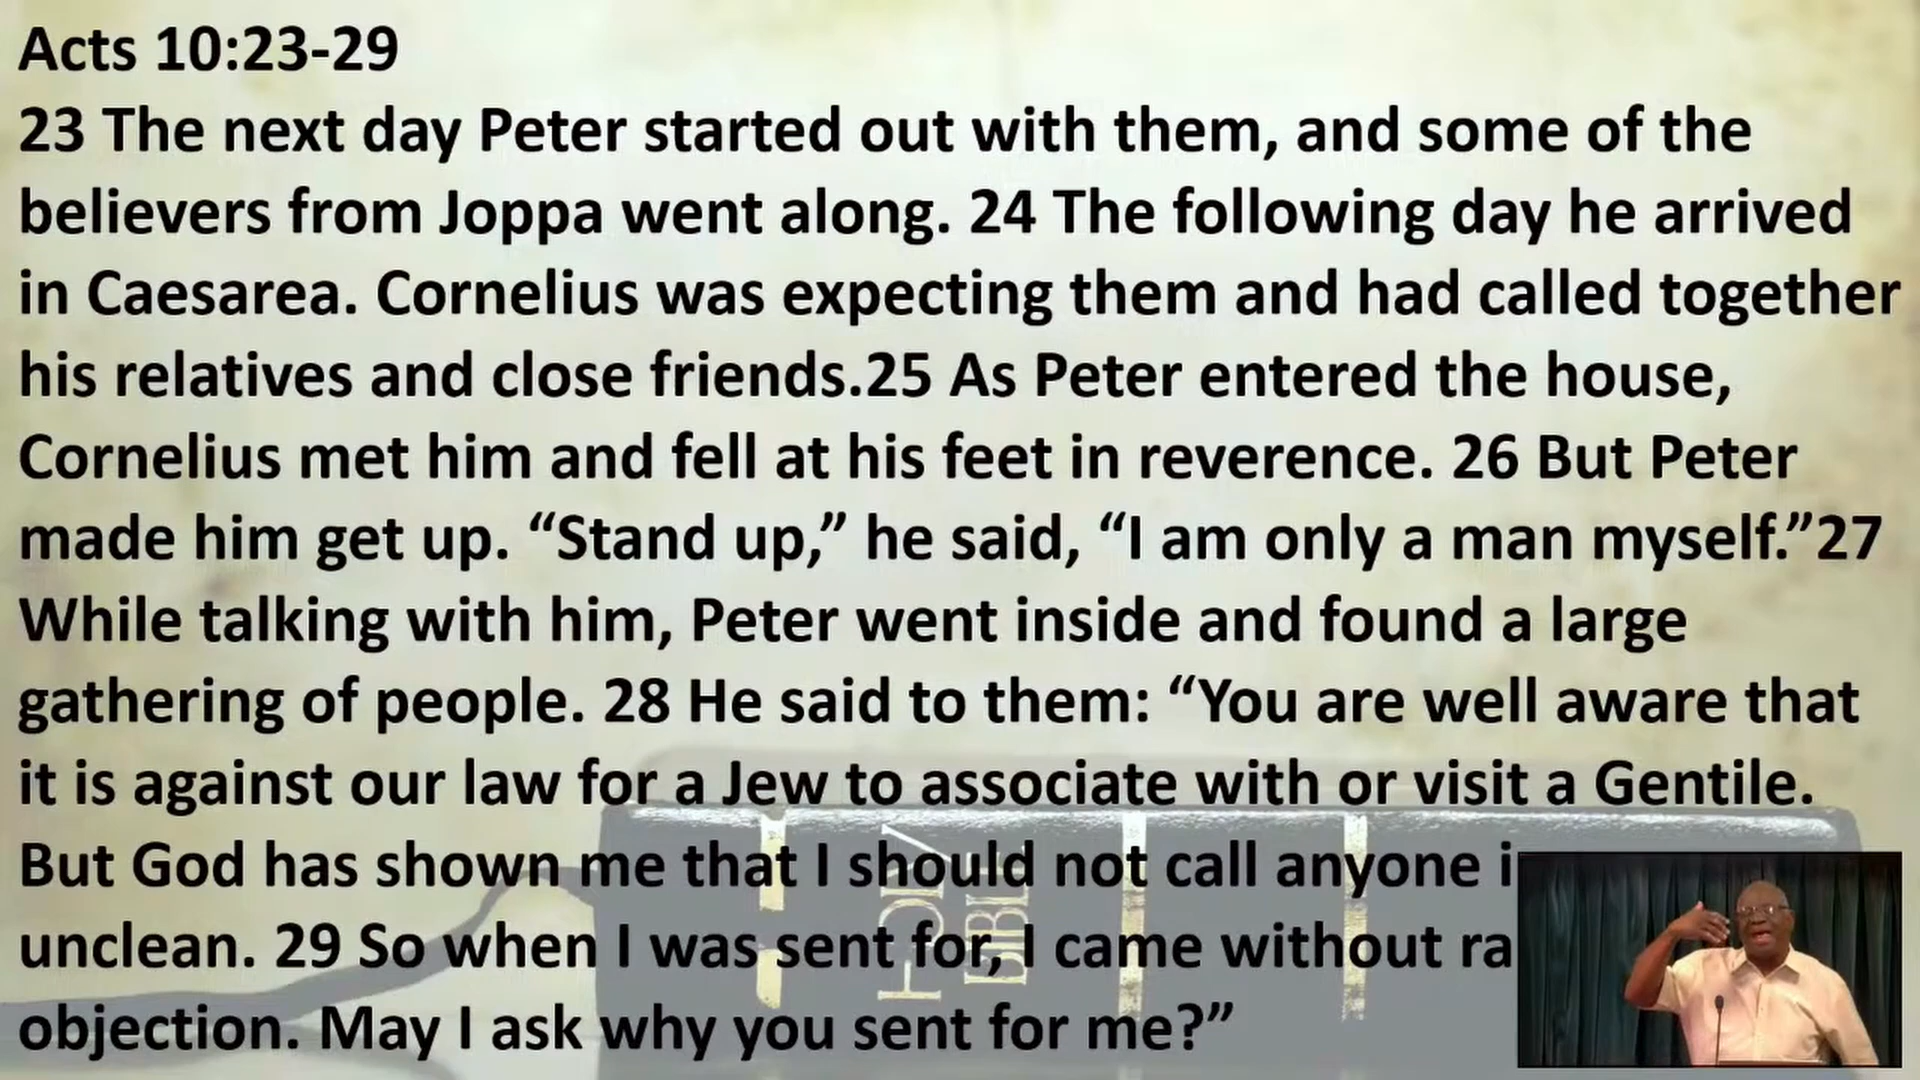 Acts 10:23-29
23 The next day Peter started out with them, and some of the
believers from Joppa went along. 24 The following day he arrived
in Caesarea. Cornelius was expecting them and had called together
his relatives and close friends.25 As Peter entered the house,
Cornelius met him and fell at his feet in reverence. 26 But Peter
made him get up. “Stand up,” he said, “I am only a man myself.”27
While talking with him, Peter went inside and found a large
gathering of people. 28 He said to them: “You are well aware that
it is against our law for a Jew to associate with or visit a Gentile.
But God has shown me that I should not call anyone
unclean. 29 So when I was sent for, I came without
objection. May I ask why you sent for me?”
HOLY
BIBLE